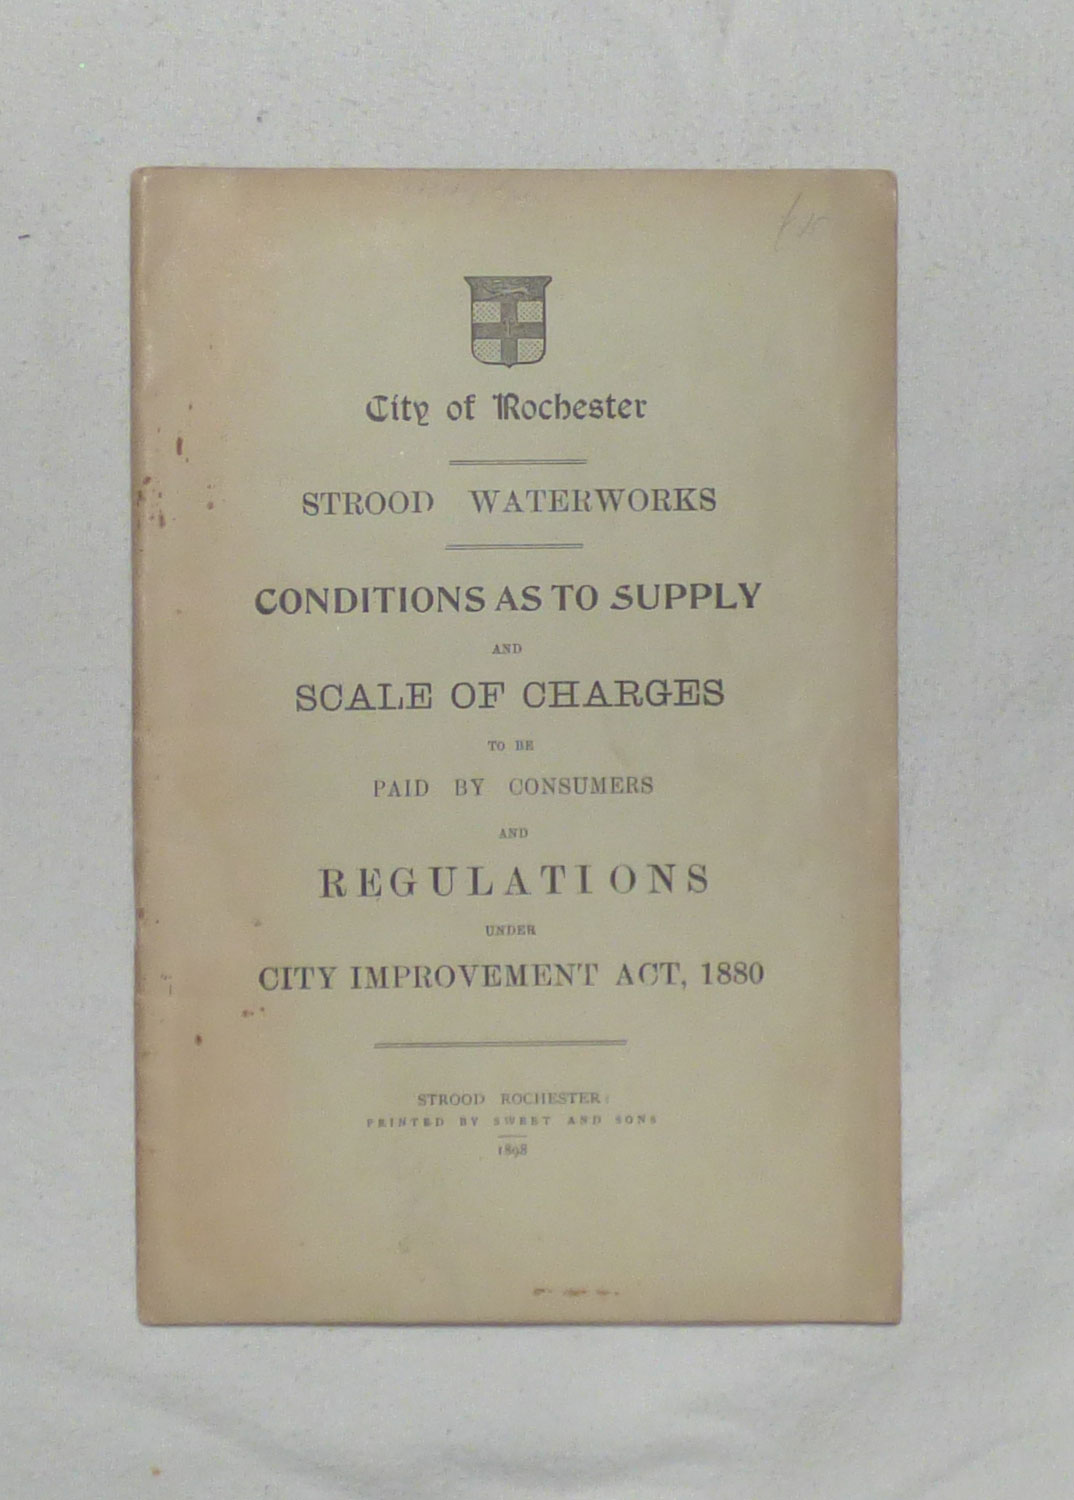 City of Rochester
STROOD WATERWORKS
CONDITIONS AS TO SUPPLY
AND
SCALE OF CHARGES
TO BE
PAID BY CONSUMERS
AND
REGULATIONS
UNDER
CITY IMPROVEMENT ACT, 1880
STROOD ROCHESTER:
PRINTED BY SWEET AND SONS
1898